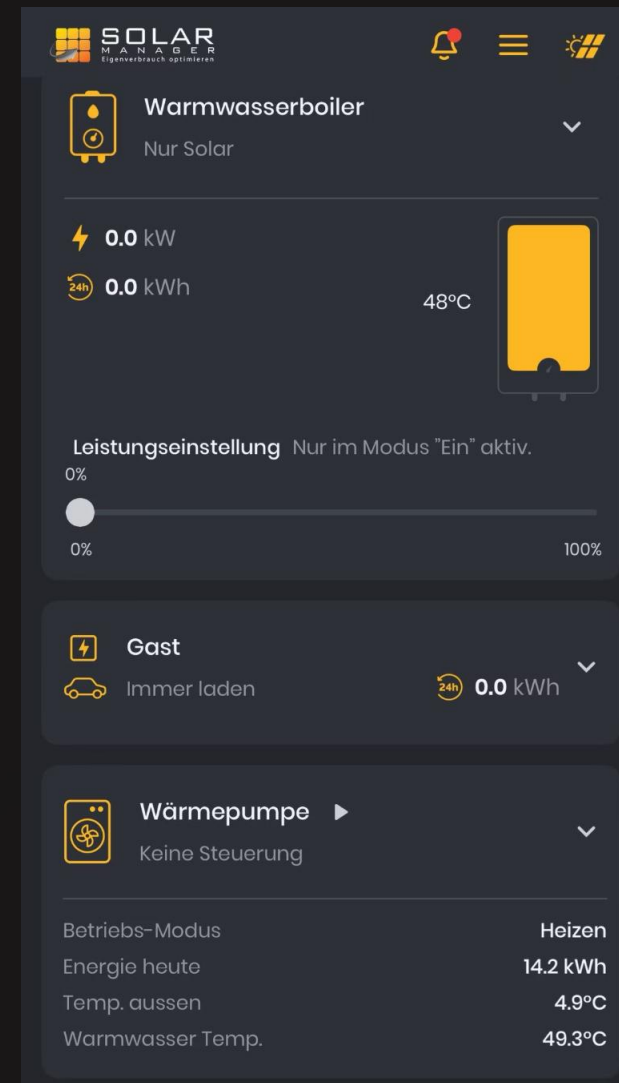 SOLAR
MANAGER
Eigenverbrauch optimieren
Warmwasserboiler
Nur Solar
0.0 kW
24h 0.0 kWh
48°C
Leistungseinstellung Nur im Modus "Ein" aktiv.
0%
0% 100%
Gast
Immer laden 24h 0.0 kWh
Wärmepumpe
Keine Steuerung
Betriebs-Modus Heizen
Energie heute 14.2 kWh
Temp. aussen 4.9°C
Warmwasser Temp. 49.3°C